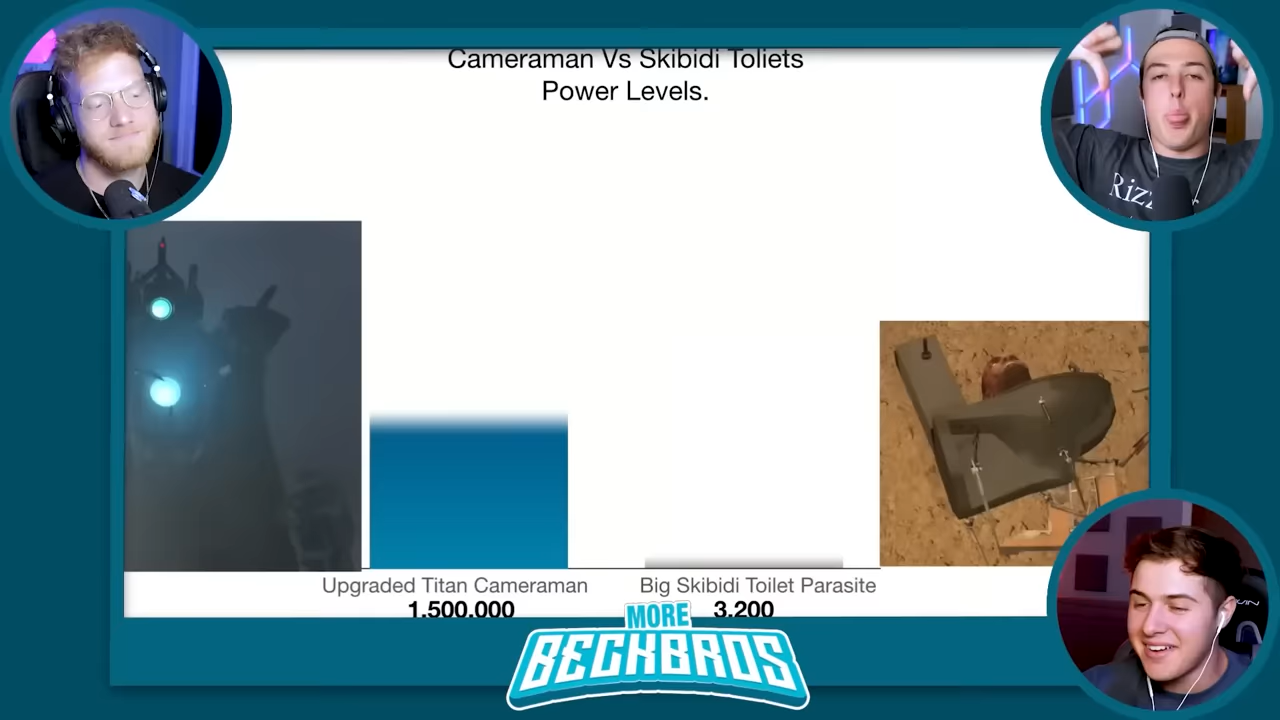 Cameraman Vs Skibidi Toliets
Power Levels.
Upgraded Titan Cameraman
1,500,000
Big Skibidi Toilet Parasite
3,200
MORE
BECKBROS